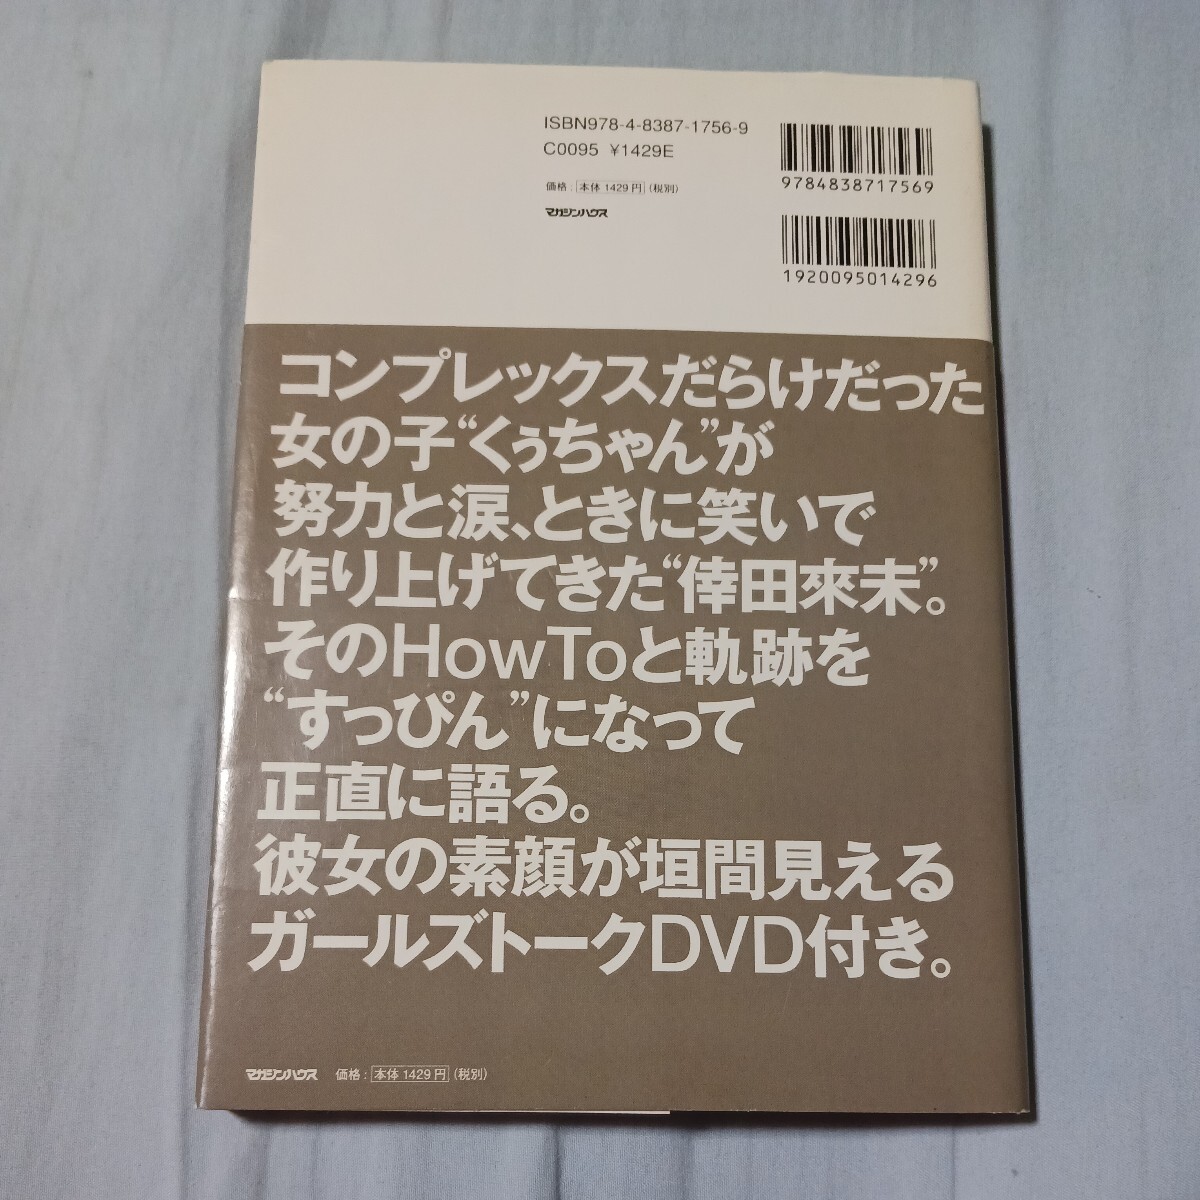 ISBN978-4-8387-1756-9
C0095 ¥1429E
価格：本体 1429 円（税別）
マガジンハウス
9784838717569
1920095014296
コンプレックスだらけだった
女の子“くぅちゃん”が
努力と涙、ときに笑いで
作り上げてきた“倖田來未”。
そのHowToと軌跡を
“すっぴん”になって
正直に語る。
彼女の素顔が垣間見える
ガールズトークDVD付き。
マガジンハウス 価格：本体 1429 円（税別）